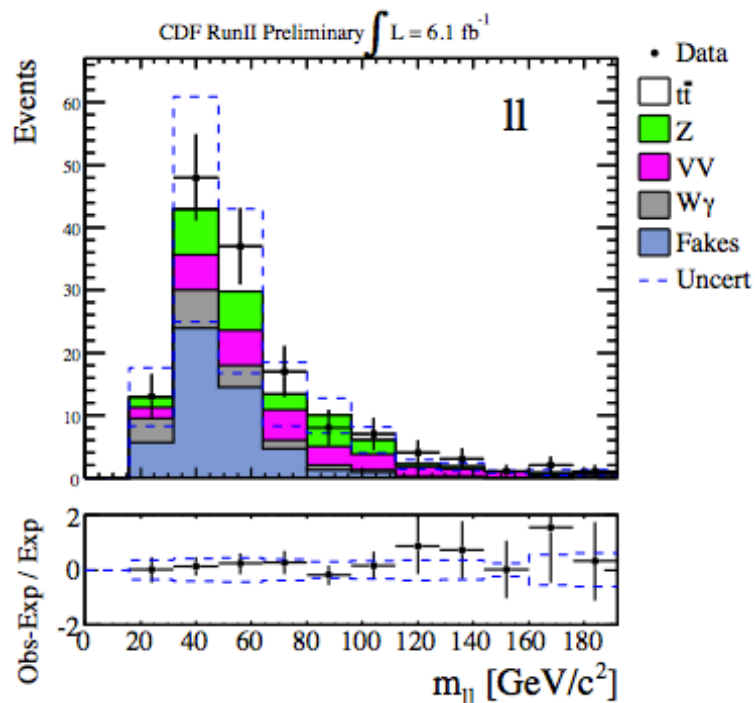 CDF RunII Preliminary ∫ L = 6.1 fb⁻¹
Events
60
50
40
30
20
10
0
ll
Data
tt̄
Z
VV
Wγ
Fakes
Uncert
Obs-Exp / Exp
2
0
-2
0 20 40 60 80 100 120 140 160 180
m_ll [GeV/c²]